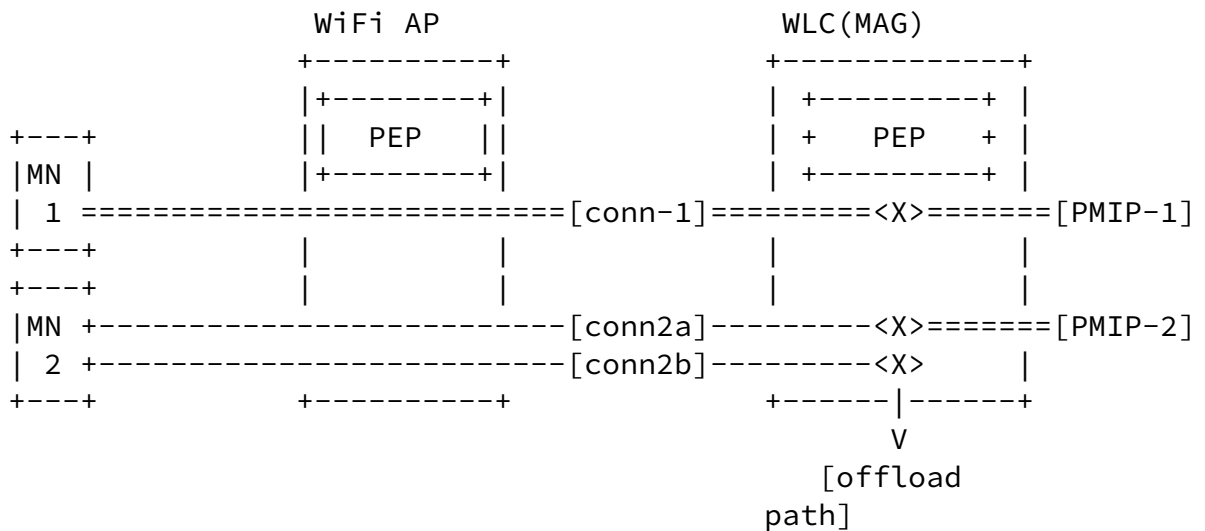 WiFi AP                   WLC(MAG)
                +----------+              +-------------+
                |+--------+|              | +---------+ |
+---+           ||  PEP   ||              | +   PEP   + |
|MN |           |+--------+|              | +---------+ |
| 1 ===========================[conn-1]=========<X>=======[PMIP-1]
+---+           |          |              |             |
+---+           |          |              |             |
|MN +--------------------------[conn2a]---------<X>=======[PMIP-2]
| 2 +--------------------------[conn2b]---------<X>     |
+---+           +----------+              +------|------+
                                                 V
                                             [offload
                                          path]